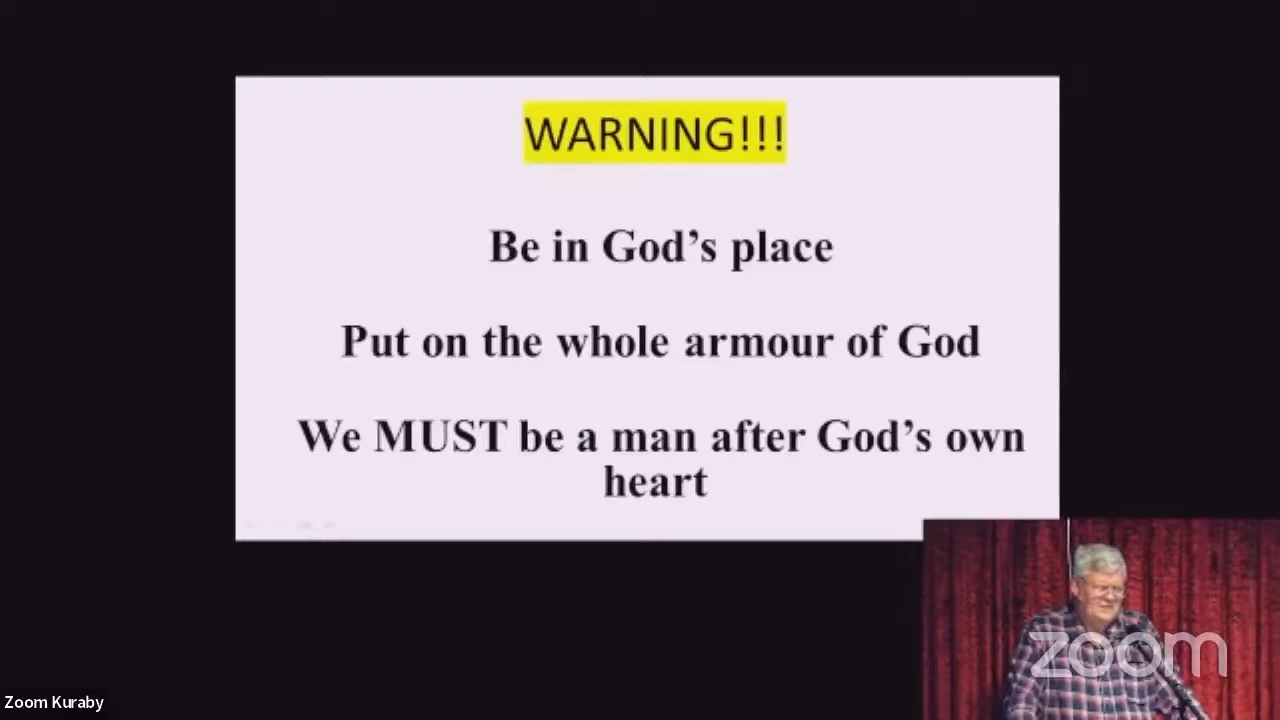 WARNING!!!
Be in God’s place
Put on the whole armour of God
We MUST be a man after God’s own
heart
zoom
Zoom Kuraby